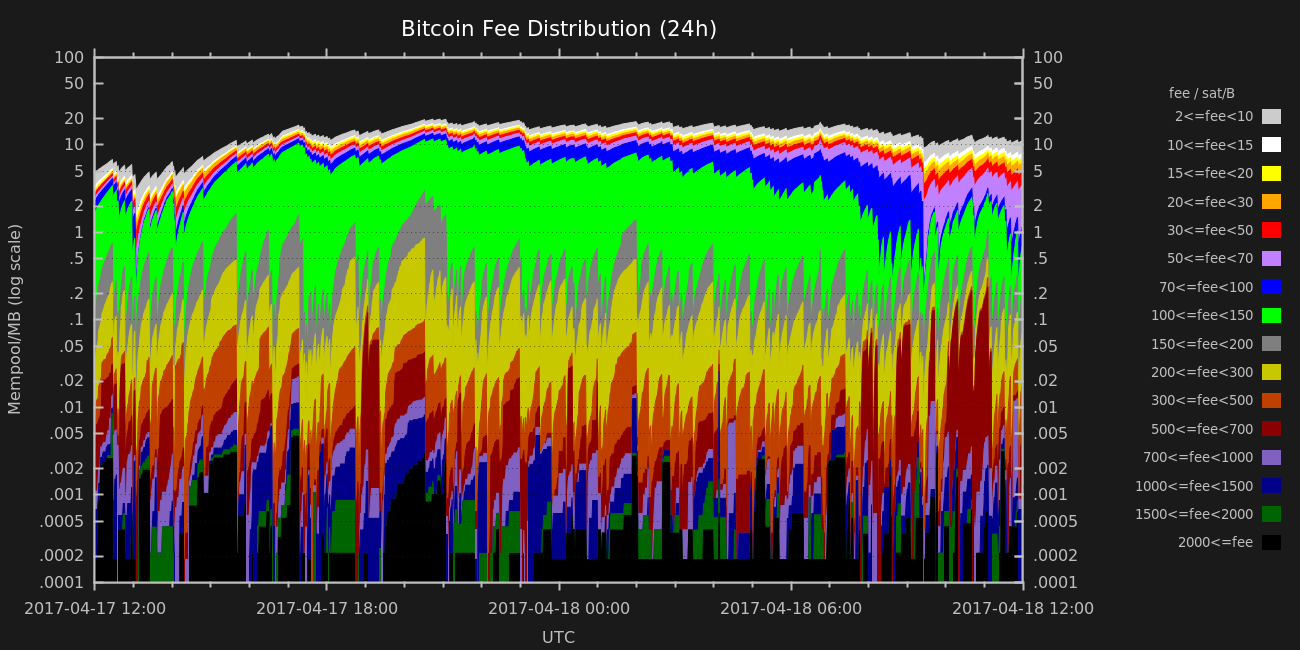 Bitcoin Fee Distribution (24h)
100
50
20
10
5
2
1
.5
.2
.1
.05
.02
.01
.005
.002
.001
.0005
.0002
.0001
Mempool/MB (log scale)
100
50
20
10
5
2
1
.5
.2
.1
.05
.02
.01
.005
.002
.001
.0005
.0002
.0001
fee / sat/B
2<=fee<10
10<=fee<15
15<=fee<20
20<=fee<30
30<=fee<50
50<=fee<70
70<=fee<100
100<=fee<150
150<=fee<200
200<=fee<300
300<=fee<500
500<=fee<700
700<=fee<1000
1000<=fee<1500
1500<=fee<2000
2000<=fee
2017-04-17 12:00 2017-04-17 18:00 2017-04-18 00:00 2017-04-18 06:00 2017-04-18 12:00
UTC